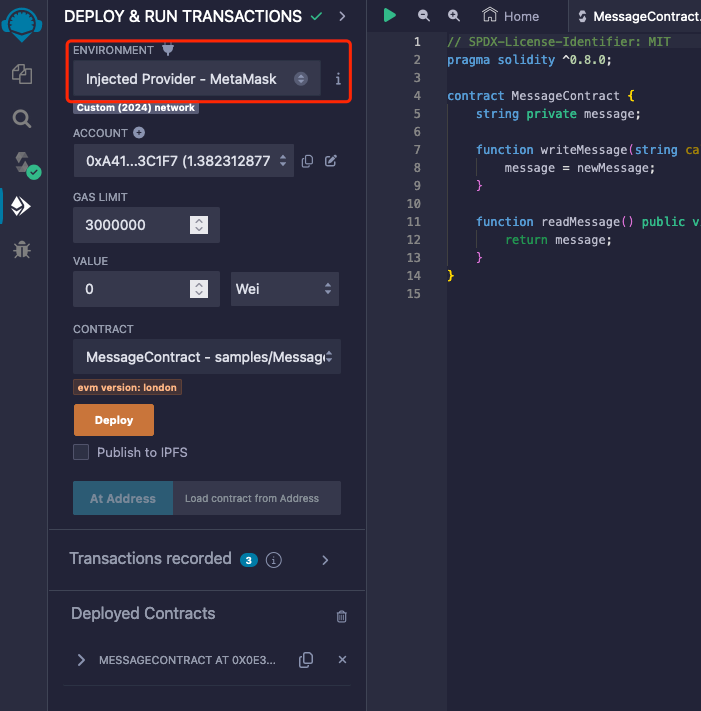 DEPLOY & RUN TRANSACTIONS
ENVIRONMENT
Injected Provider - MetaMask
i
Custom (2024) network
ACCOUNT
0xA41...3C1F7 (1.382312877
GAS LIMIT
3000000
VALUE
0
Wei
CONTRACT
MessageContract - samples/Message
evm version: london
Deploy
Publish to IPFS
At Address
Load contract from Address
Transactions recorded 3 i
Deployed Contracts
MESSAGECONTRACT AT 0X0E3...
Home
MessageContract.
1 // SPDX-License-Identifier: MIT
2 pragma solidity ^0.8.0;
3
4 contract MessageContract {
5 string private message;
6
7 function writeMessage(string ca
8 message = newMessage;
9 }
10
11 function readMessage() public v
12 return message;
13 }
14 }
15